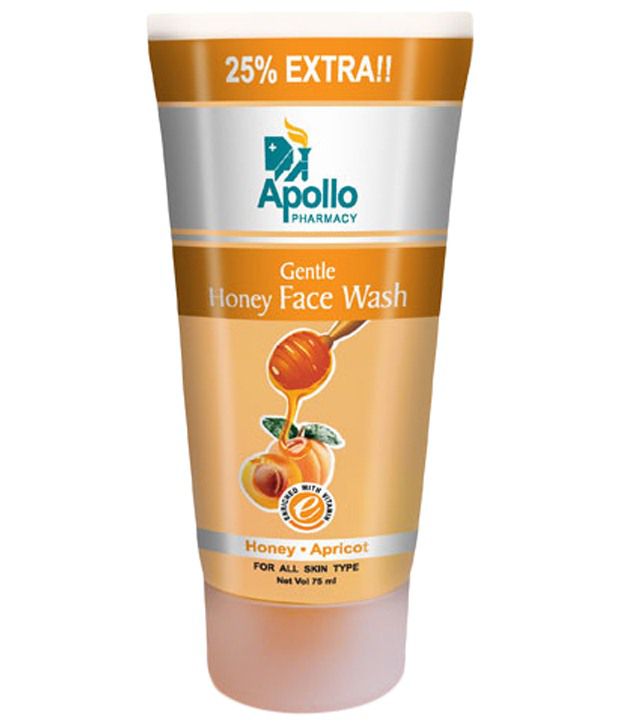 25% EXTRA!!
Apollo
PHARMACY
Gentle
Honey Face Wash
ENRICHED WITH VITAMIN
e
Honey • Apricot
FOR ALL SKIN TYPE
Net Vol 75 ml